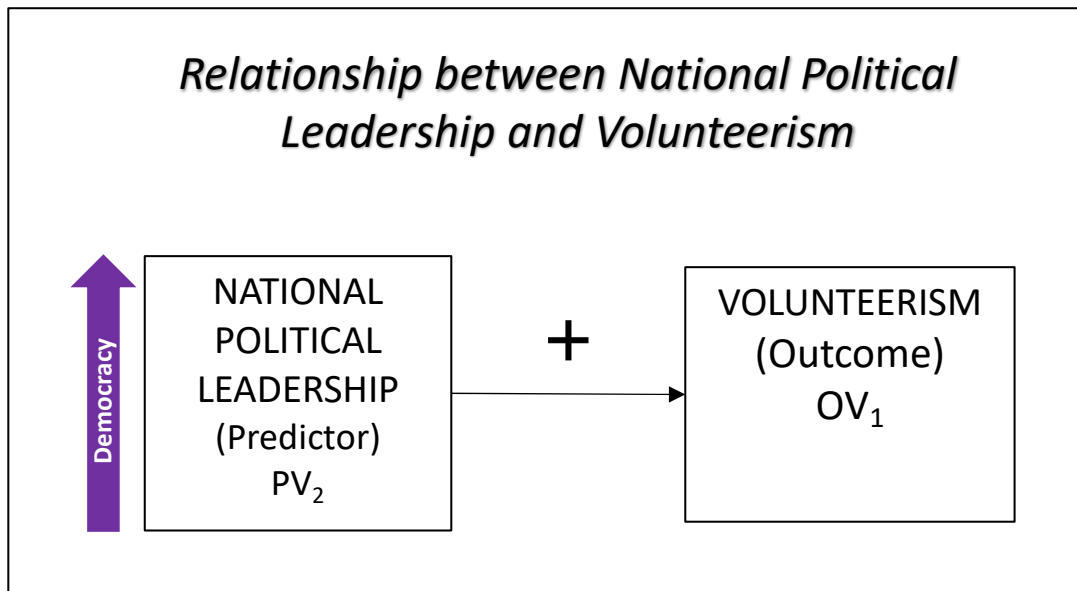 Relationship between National Political
Leadership and Volunteerism
Democracy
NATIONAL
POLITICAL
LEADERSHIP
(Predictor)
PV₂
+
VOLUNTEERISM
(Outcome)
OV₁